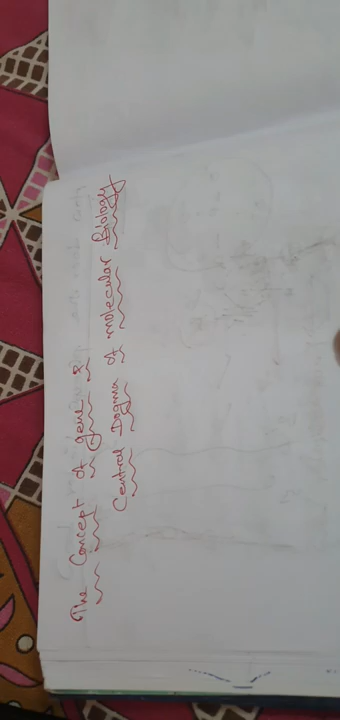 The Concept of gene &
Central Dogma of molecular Biology